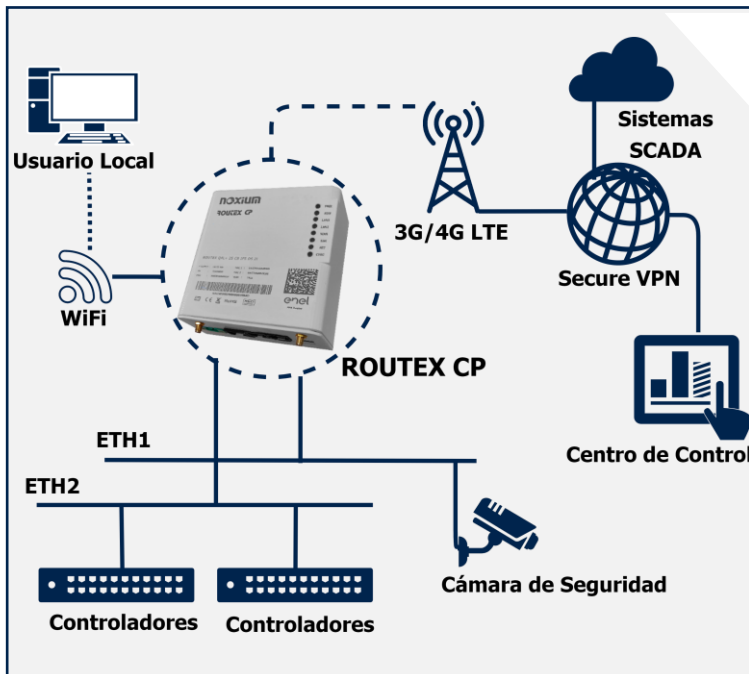 Usuario Local
Sistemas
SCADA
noxium
ROUTEX CP
3G/4G LTE
Secure VPN
WiFi
enel
ROUTEX CP
Centro de Control
ETH1
ETH2
Cámara de Seguridad
Controladores
Controladores